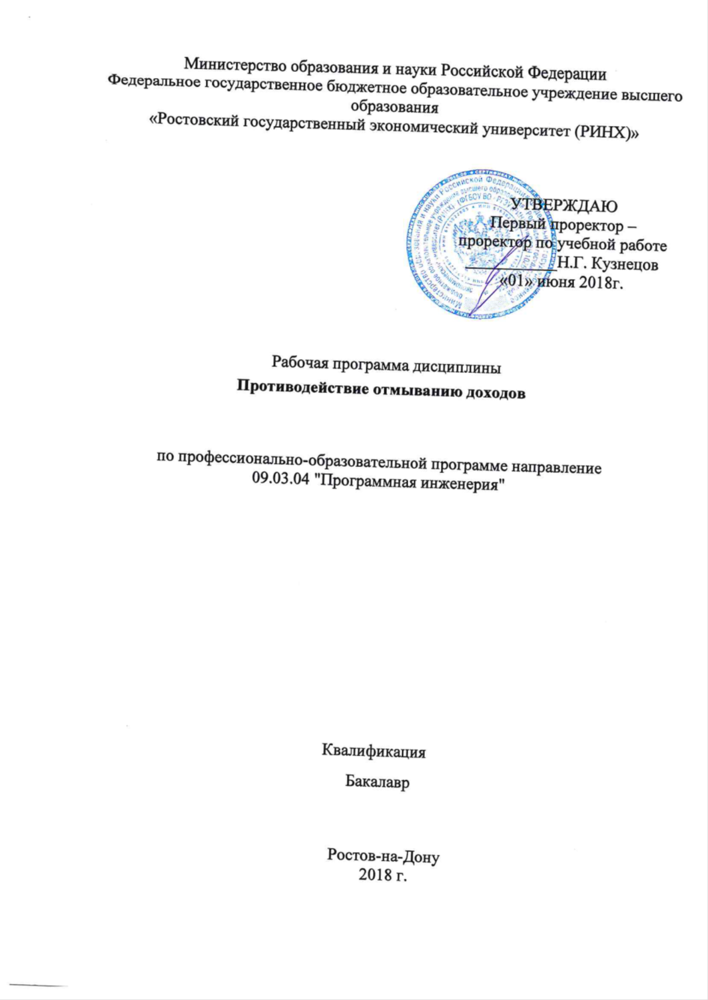 Министерство образования и науки Российской Федерации
Федеральное государственное бюджетное образовательное учреждение высшего
образования
«Ростовский государственный экономический университет (РИНХ)»
УТВЕРЖДАЮ
Первый проректор –
проректор по учебной работе
Н.Г. Кузнецов
«01» июня 2018г.
Рабочая программа дисциплины
Противодействие отмыванию доходов
по профессионально-образовательной программе направление
09.03.04 "Программная инженерия"
Квалификация
Бакалавр
Ростов-на-Дону
2018 г.